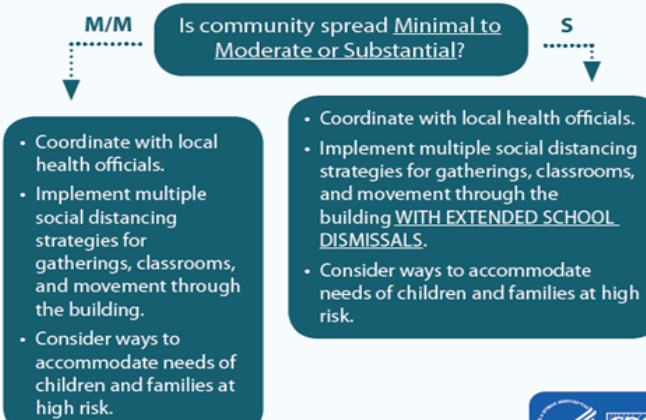 M/M
Is community spread Minimal to
Moderate or Substantial?
S
• Coordinate with local
health officials.
• Implement multiple
social distancing
strategies for
gatherings, classrooms,
and movement through
the building.
• Consider ways to
accommodate needs of
children and families at
high risk.
• Coordinate with local health officials.
• Implement multiple social distancing
strategies for gatherings, classrooms,
and movement through the
building WITH EXTENDED SCHOOL
DISMISSALS.
• Consider ways to accommodate
needs of children and families at high
risk.